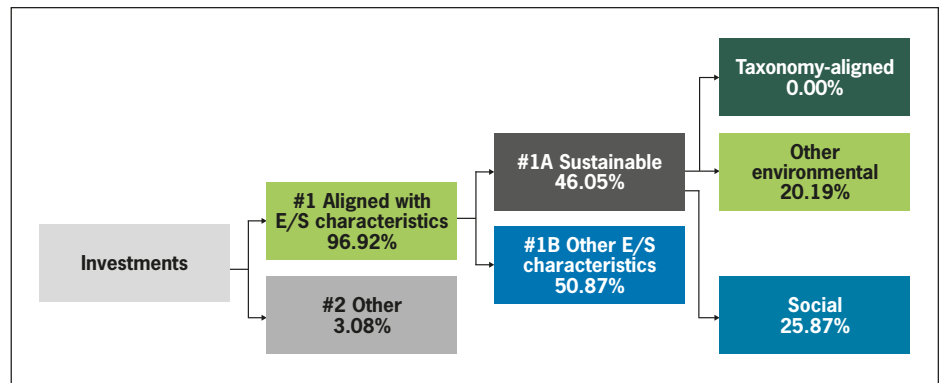 Investments
#1 Aligned with
E/S characteristics
96.92%
#2 Other
3.08%
#1A Sustainable
46.05%
#1B Other E/S
characteristics
50.87%
Taxonomy-aligned
0.00%
Other
environmental
20.19%
Social
25.87%